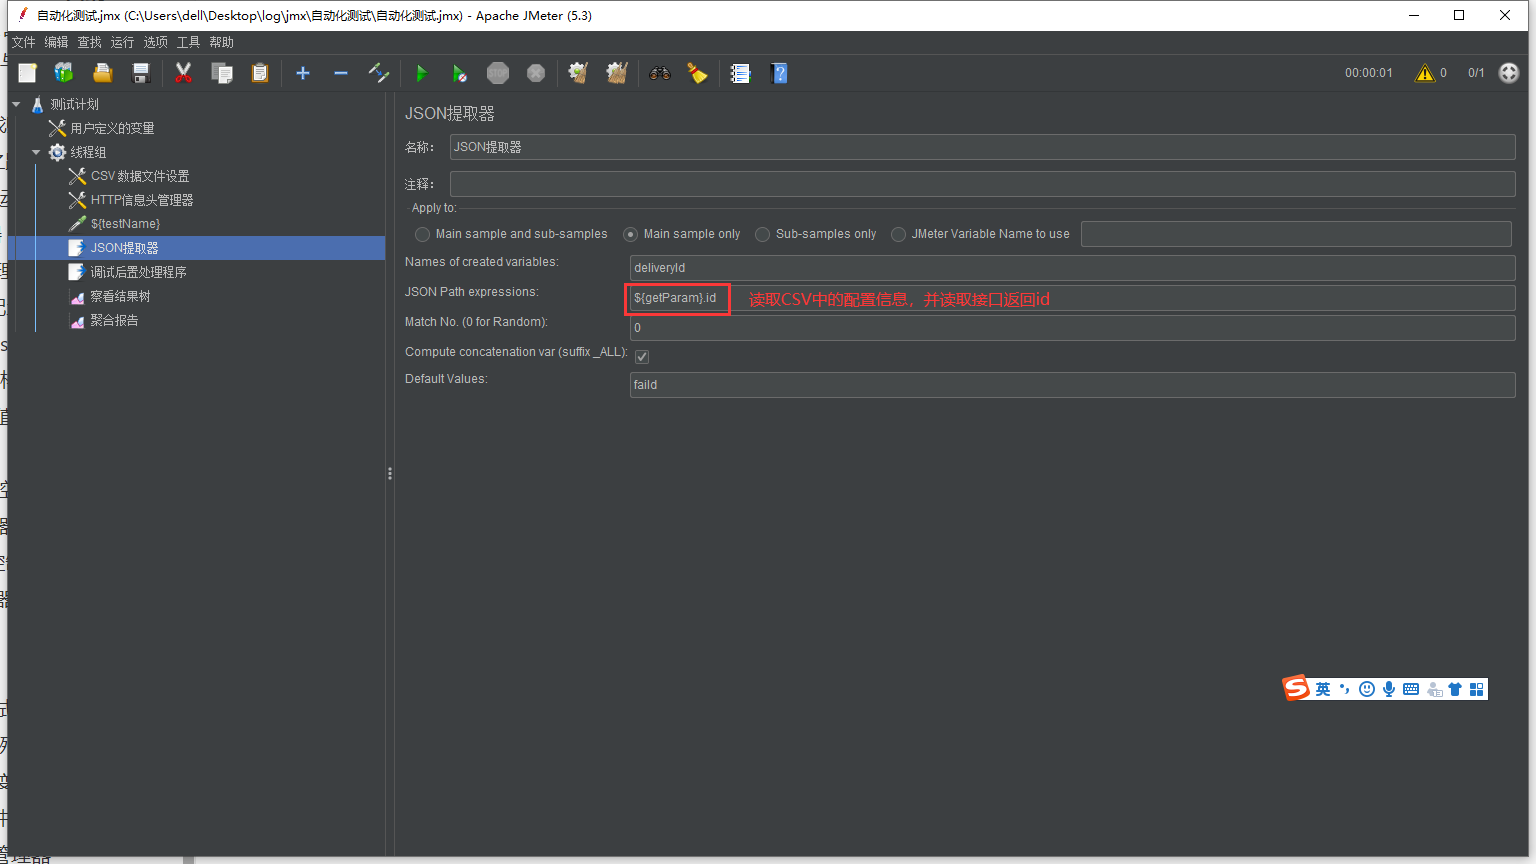 自动化测试.jmx (C:\Users\dell\Desktop\log\jmx\自动化测试\自动化测试.jmx) - Apache JMeter (5.3)
文件 编辑 查找 运行 选项 工具 帮助
STOP
00:00:01
0
0/1
测试计划
用户定义的变量
线程组
CSV 数据文件设置
HTTP信息头管理器
${testName}
JSON提取器
调试后置处理程序
察看结果树
聚合报告
JSON提取器
名称: JSON提取器
注释:
Apply to:
Main sample and sub-samples Main sample only Sub-samples only JMeter Variable Name to use
Names of created variables: deliveryId
JSON Path expressions: ${getParam}.id 读取CSV中的配置信息，并读取接口返回id
Match No. (0 for Random): 0
Compute concatenation var (suffix _ALL):
Default Values: faild
英
管理器